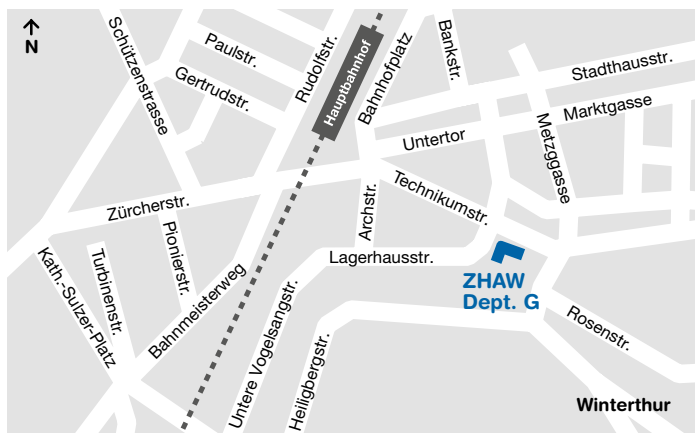 N
Schützenstrasse
Paulstr.
Gertrudstr.
Rudolfstr.
Hauptbahnhof
Bahnhofplatz
Bankstr.
Stadthausstr.
Marktgasse
Metzggasse
Untertor
Technikumstr.
Zürcherstr.
Pionierstr.
Archstr.
Lagerhausstr.
ZHAW
Dept. G
Kath.-Sulzer-Platz
Turbinenstr.
Bahnmeisterweg
Untere Vogelsangstr.
Heiligbergstr.
Rosenstr.
Winterthur